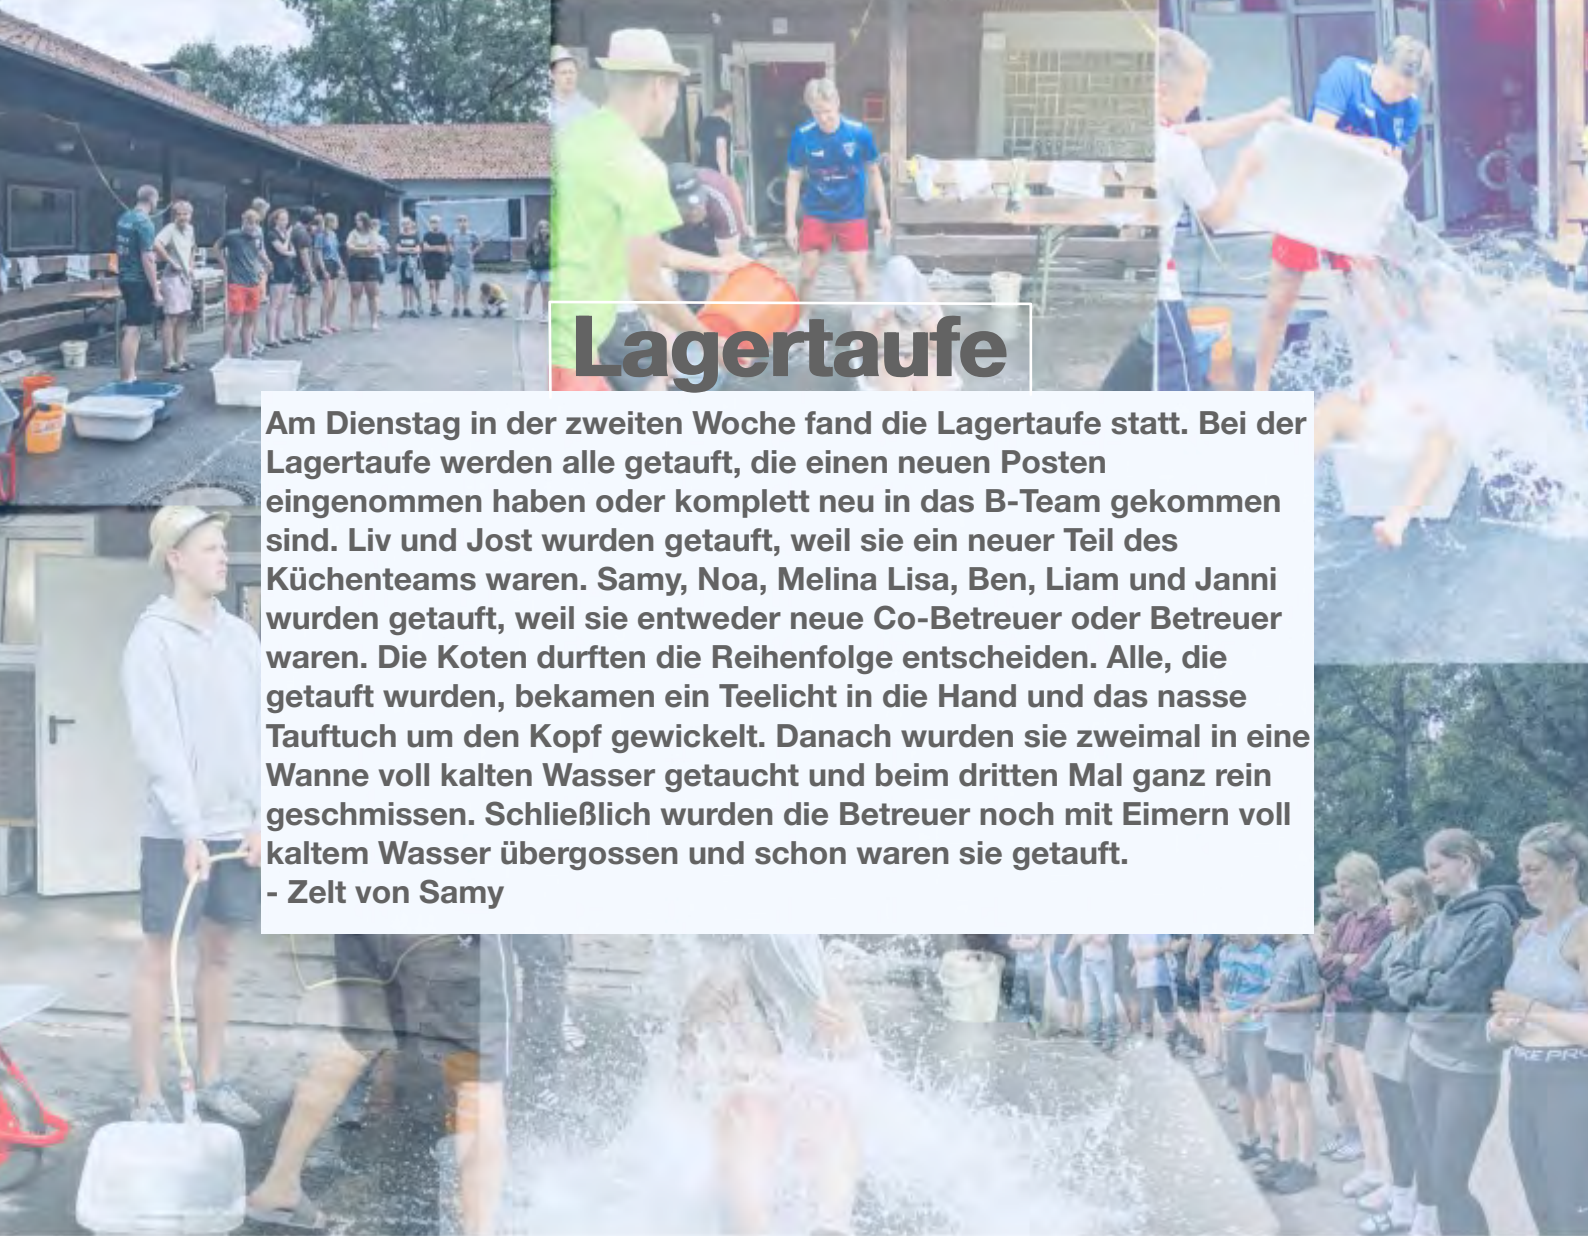 Lagertaufe
Am Dienstag in der zweiten Woche fand die Lagertaufe statt. Bei der
Lagertaufe werden alle getauft, die einen neuen Posten
eingenommen haben oder komplett neu in das B-Team gekommen
sind. Liv und Jost wurden getauft, weil sie ein neuer Teil des
Küchenteams waren. Samy, Noa, Melina Lisa, Ben, Liam und Janni
wurden getauft, weil sie entweder neue Co-Betreuer oder Betreuer
waren. Die Koten durften die Reihenfolge entscheiden. Alle, die
getauft wurden, bekamen ein Teelicht in die Hand und das nasse
Tauftuch um den Kopf gewickelt. Danach wurden sie zweimal in eine
Wanne voll kalten Wasser getaucht und beim dritten Mal ganz rein
geschmissen. Schließlich wurden die Betreuer noch mit Eimern voll
kaltem Wasser übergossen und schon waren sie getauft.
- Zelt von Samy